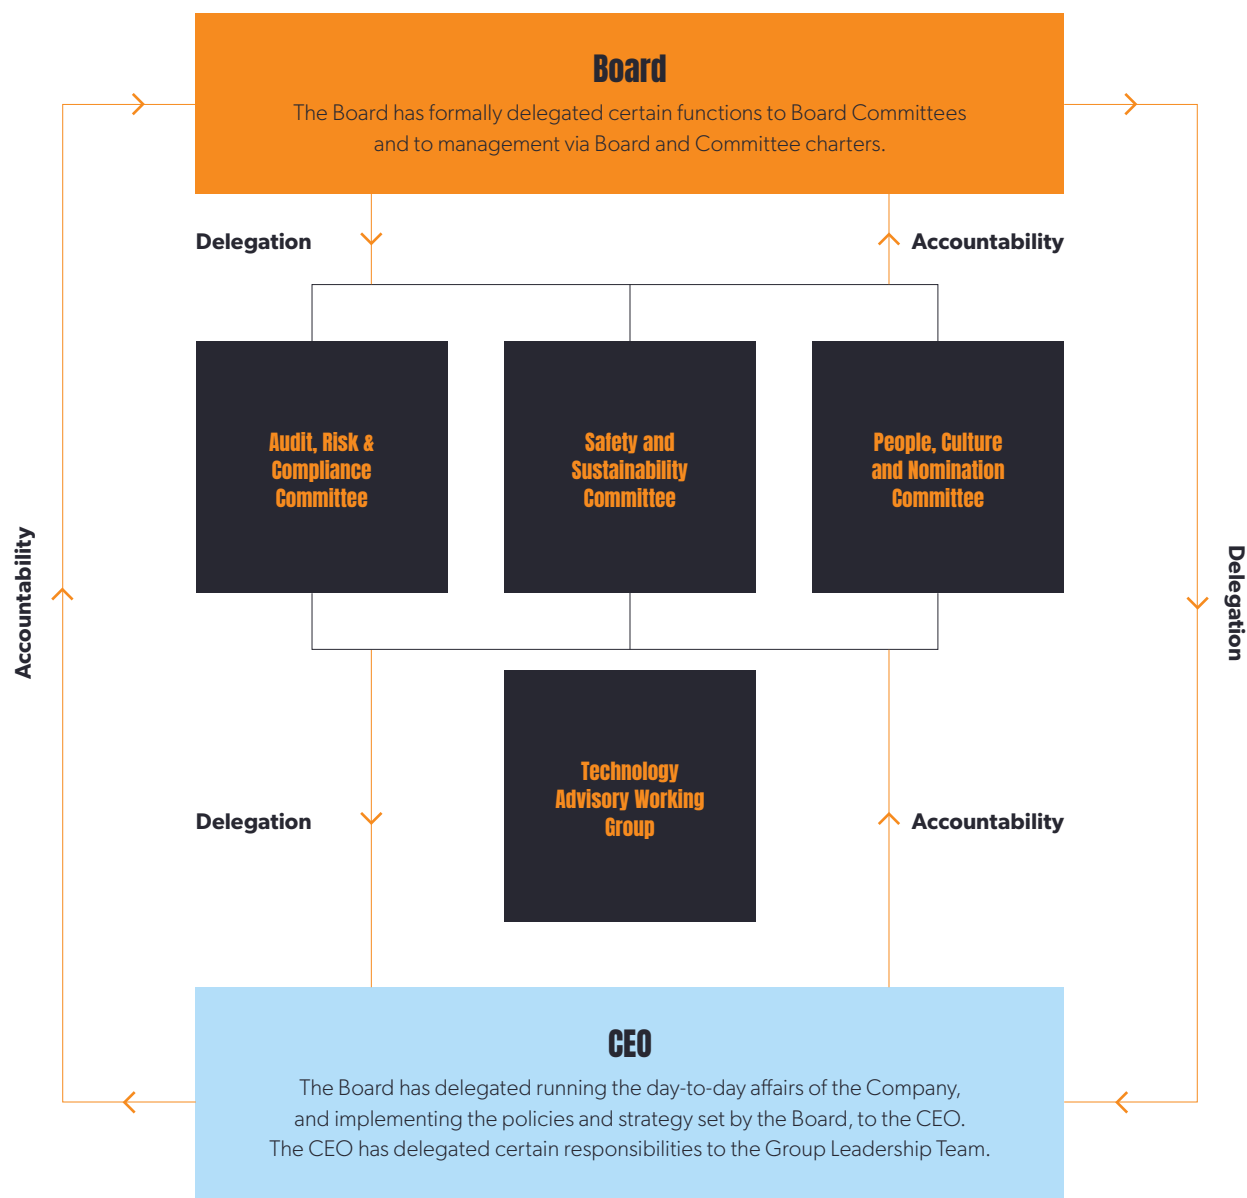 Board
The Board has formally delegated certain functions to Board Committees
and to management via Board and Committee charters.
Delegation
Accountability
Audit, Risk &
Compliance
Committee
Safety and
Sustainability
Committee
People, Culture
and Nomination
Committee
Accountability
Delegation
Technology
Advisory Working
Group
Delegation
Accountability
CEO
The Board has delegated running the day-to-day affairs of the Company,
and implementing the policies and strategy set by the Board, to the CEO.
The CEO has delegated certain responsibilities to the Group Leadership Team.